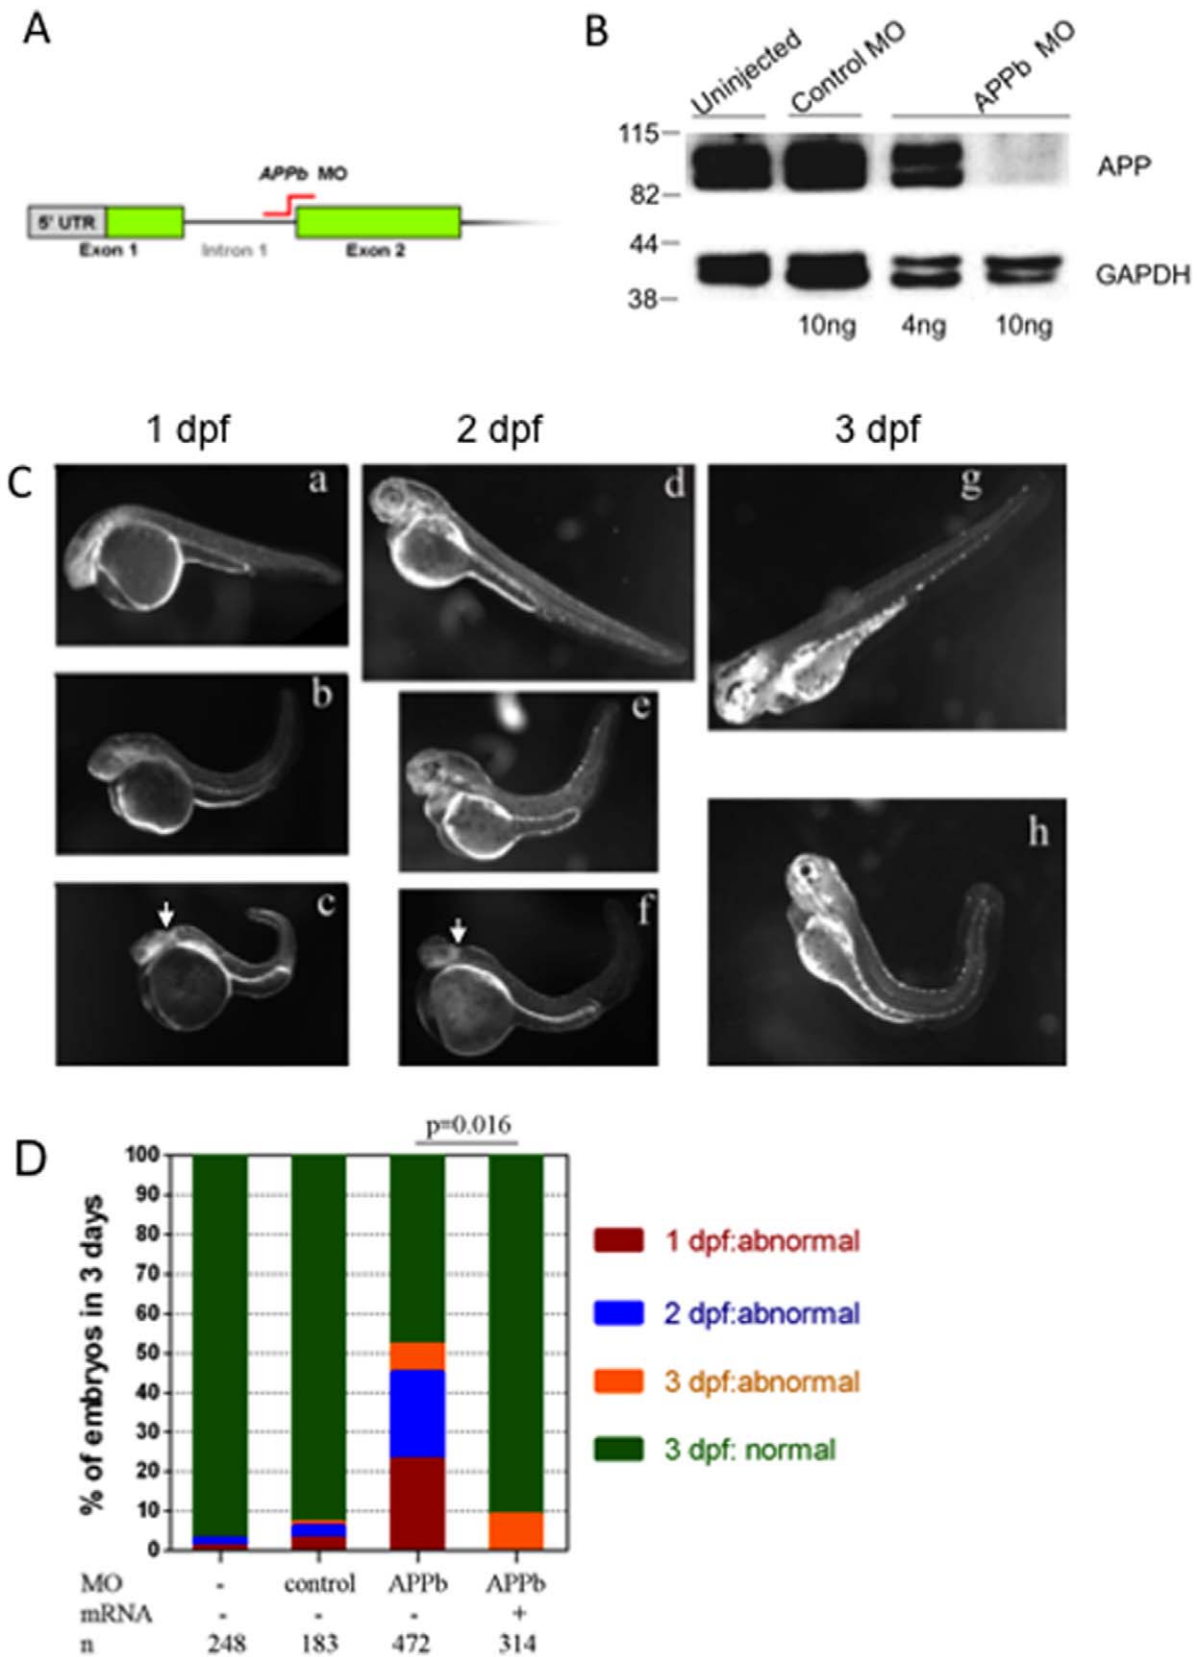 A
APPb MO
5' UTR
Exon 1
Intron 1
Exon 2
B
Uninjected
Control MO
APPb MO
115
APP
82
44
GAPDH
38
10ng
4ng
10ng
1 dpf
2 dpf
3 dpf
C
a
d
g
b
e
h
c
f
D
p=0.016
100
90
80
70
60
50
40
30
20
10
0
% of embryos in 3 days
1 dpf:abnormal
2 dpf:abnormal
3 dpf:abnormal
3 dpf: normal
MO - control APPb APPb
mRNA - - - +
n 248 183 472 314